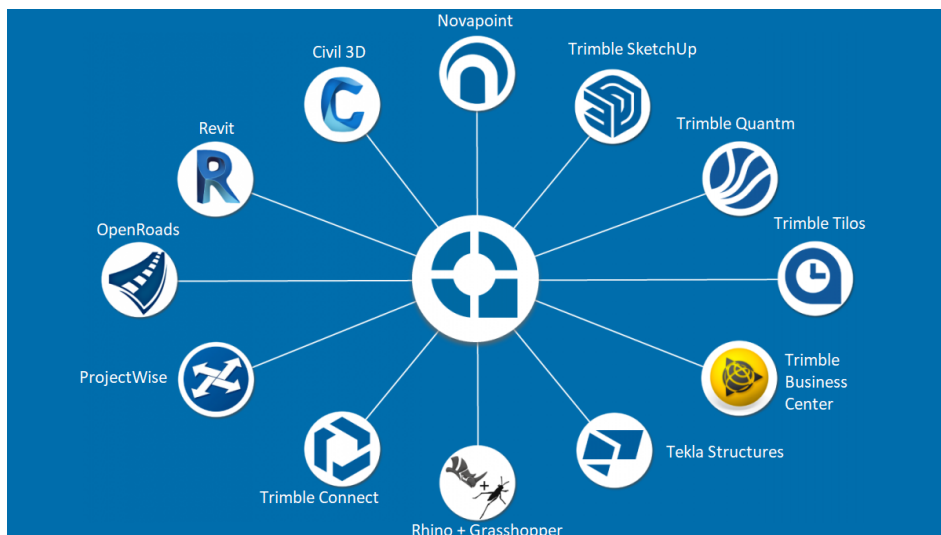 Novapoint
Civil 3D
Trimble SketchUp
Revit
Trimble Quantm
OpenRoads
Trimble Tilos
ProjectWise
Trimble
Business
Center
Tekla Structures
Trimble Connect
+
Rhino + Grasshopper